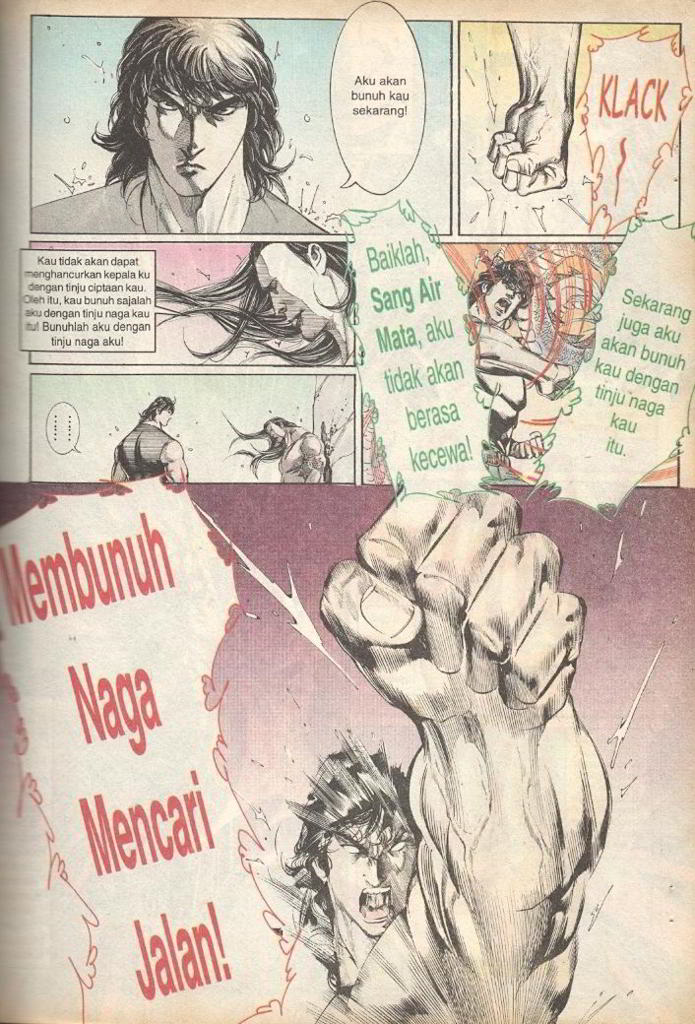 Aku akan
bunuh kau
sekarang!
KLACK
Kau tidak akan dapat
menghancurkan kepala ku
dengan tinju ciptaan kau.
Oleh itu, kau bunuh sajalah
aku dengan tinju naga kau
itu! Bunuhlah aku dengan
tinju naga aku!
Baiklah,
Sang Air
Mata, aku
tidak akan
berasa
kecewa!
Sekarang
juga aku
akan bunuh
kau dengan
tinju naga
kau
itu.
......
Membunuh
Naga
Mencari
Jalan!